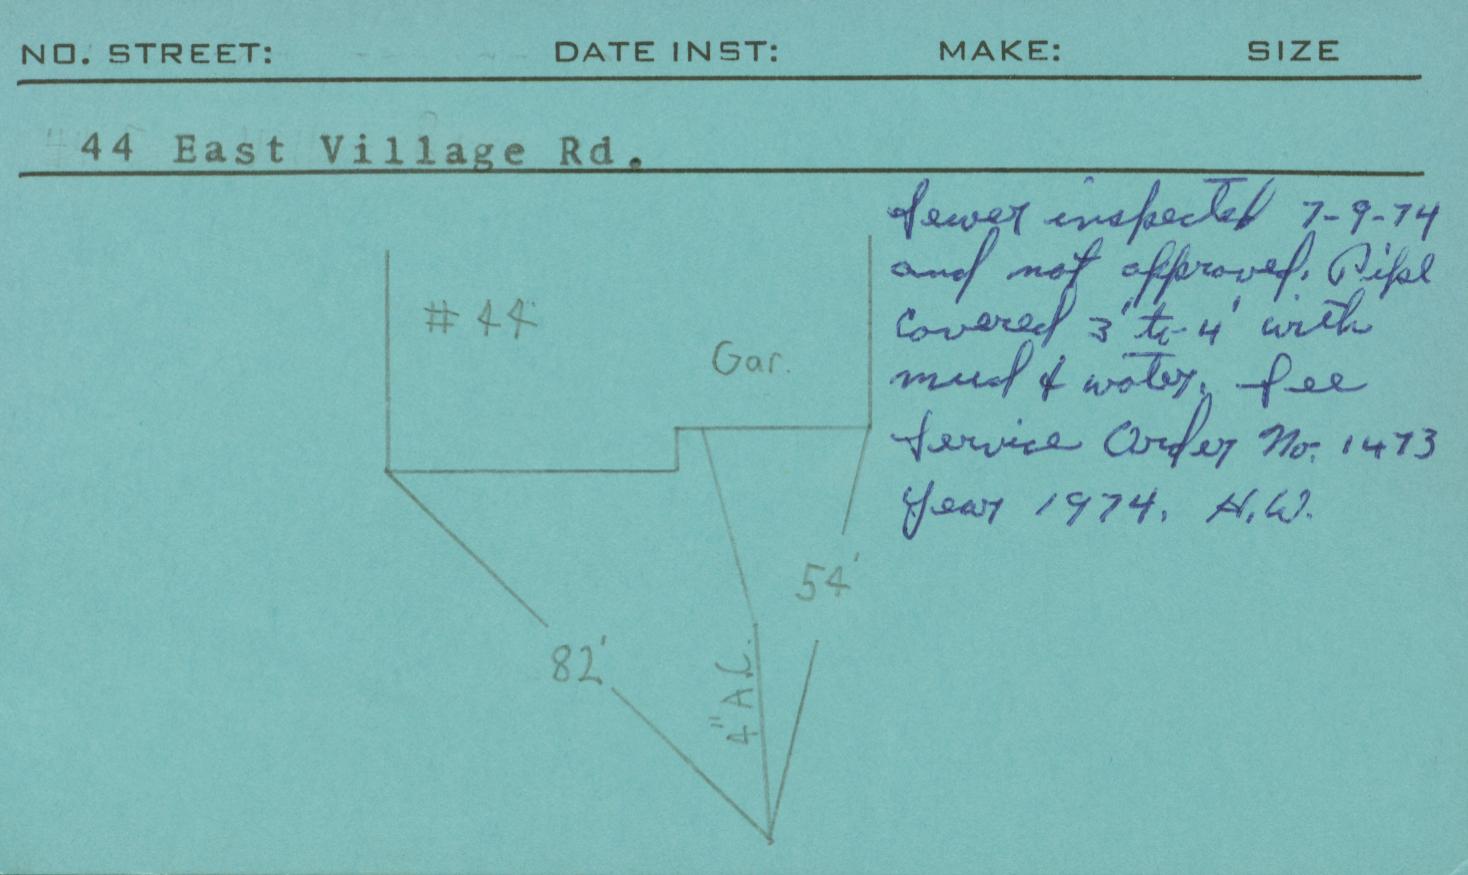 NO. STREET: DATE INST: MAKE: SIZE
44 East Village Rd.
Sewer inspected 7-9-74
and not approved. Pipe
covered 3' to 4' with
mud & water. See
Service Order No. 1473
Year 1974. H.W.
# 44
Gar.
54'
82'
4" A.C.